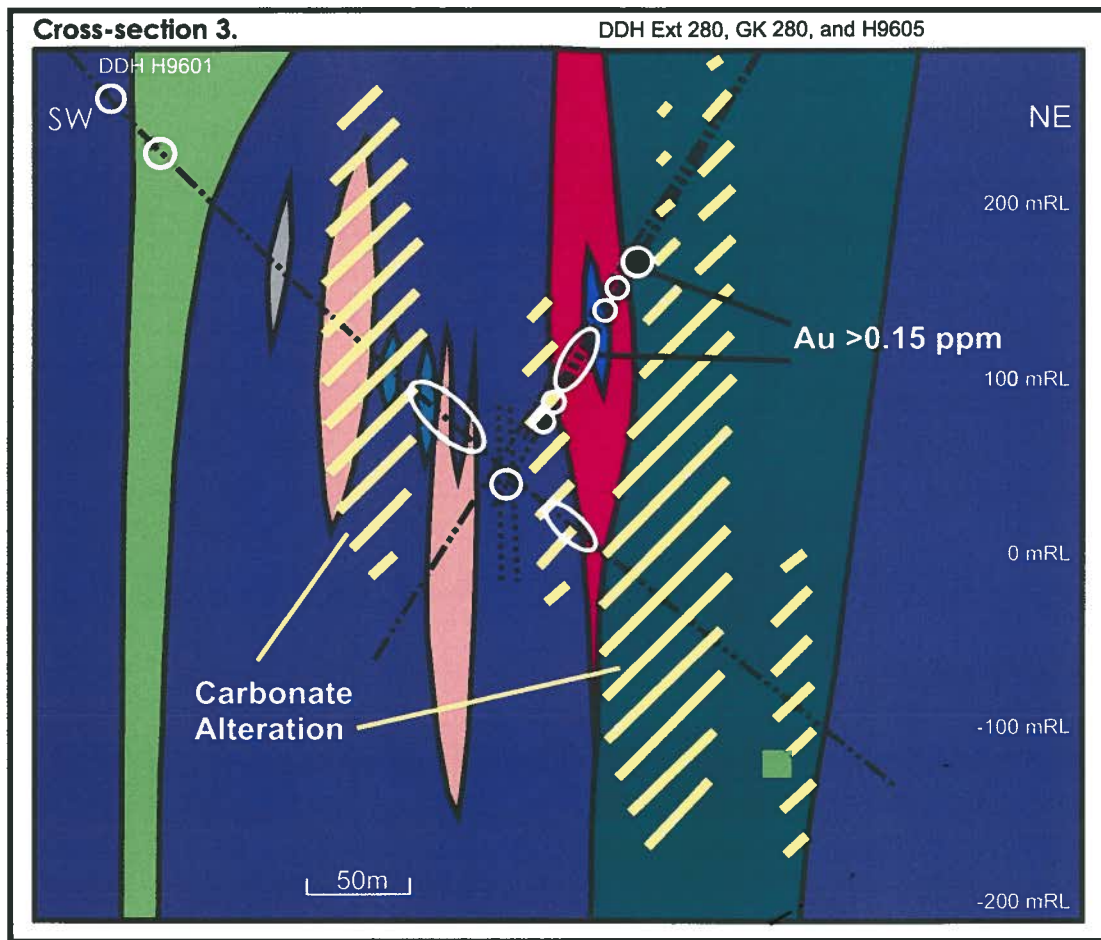 Cross-section 3.
DDH Ext 280, GK 280, and H9605
DDH H9601
SW
NE
200 mRL
Au >0.15 ppm
100 mRL
0 mRL
Carbonate
Alteration
-100 mRL
50m
-200 mRL